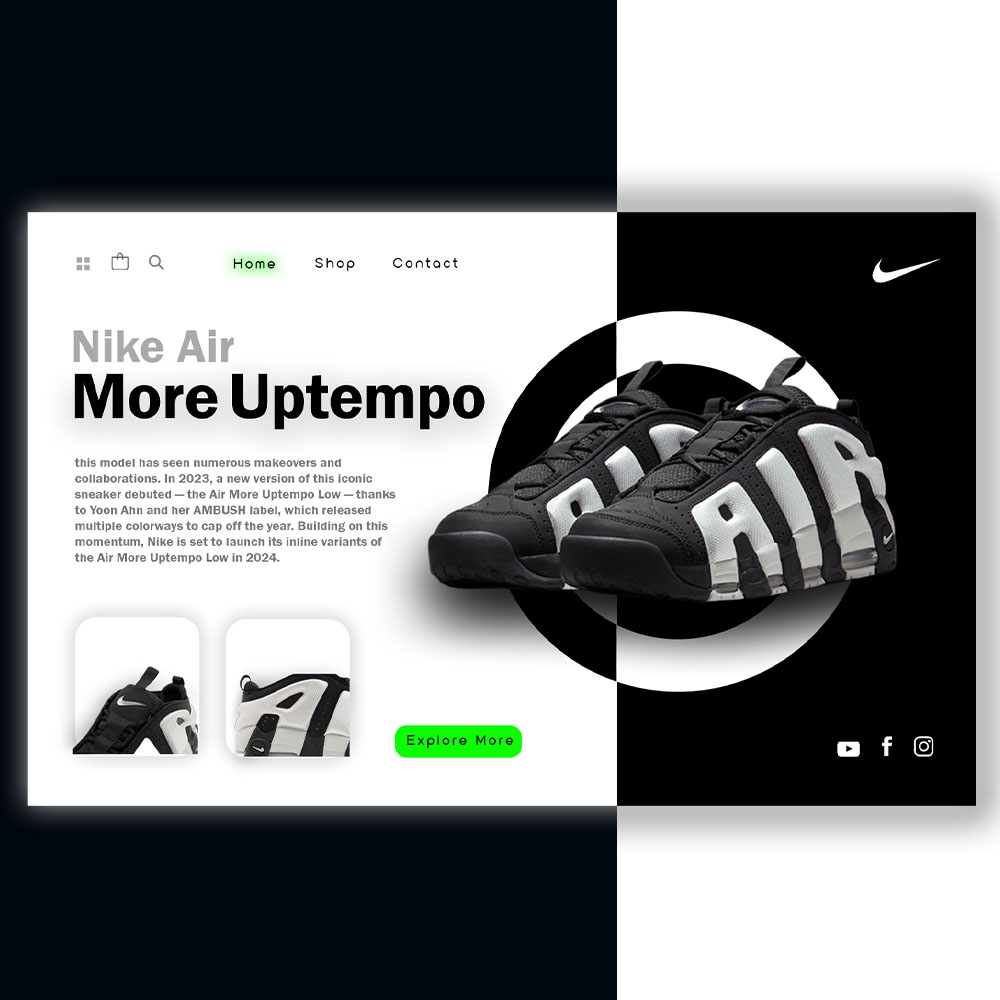 Home Shop Contact
Nike Air
More Uptempo
this model has seen numerous makeovers and
collaborations. In 2023, a new version of this iconic
sneaker debuted — the Air More Uptempo Low — thanks
to Yoon Ahn and her AMBUSH label, which released
multiple colorways to cap off the year. Building on this
momentum, Nike is set to launch its inline variants of
the Air More Uptempo Low in 2024.
AIR
Explore More